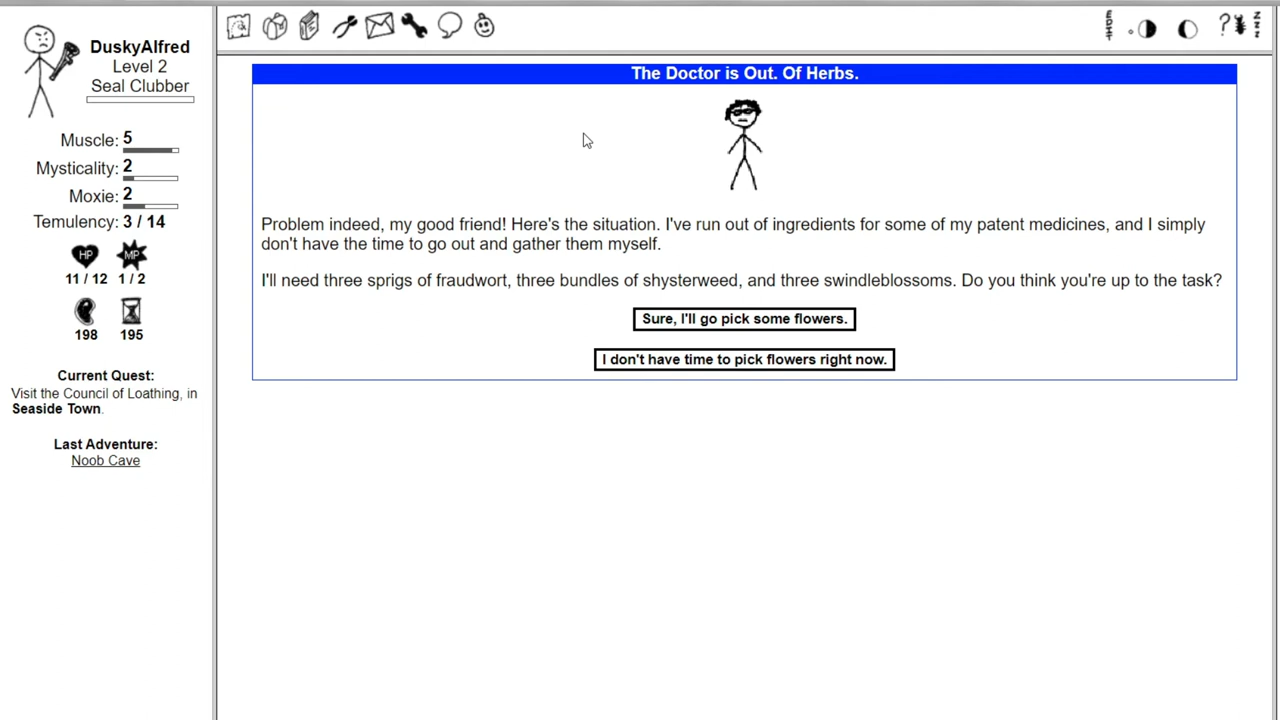 DuskyAlfred
Level 2
Seal Clubber
Muscle: 5
Mysticality: 2
Moxie: 2
Temulency: 3 / 14
HP
MP
11 / 12
1 / 2
198
195
Current Quest:
Visit the Council of Loathing, in
Seaside Town.
Last Adventure:
Noob Cave
EDIT
?
ZZZ
The Doctor is Out. Of Herbs.
Problem indeed, my good friend! Here's the situation. I've run out of ingredients for some of my patent medicines, and I simply
don't have the time to go out and gather them myself.
I'll need three sprigs of fraudwort, three bundles of shysterweed, and three swindleblossoms. Do you think you're up to the task?
Sure, I'll go pick some flowers.
I don't have time to pick flowers right now.